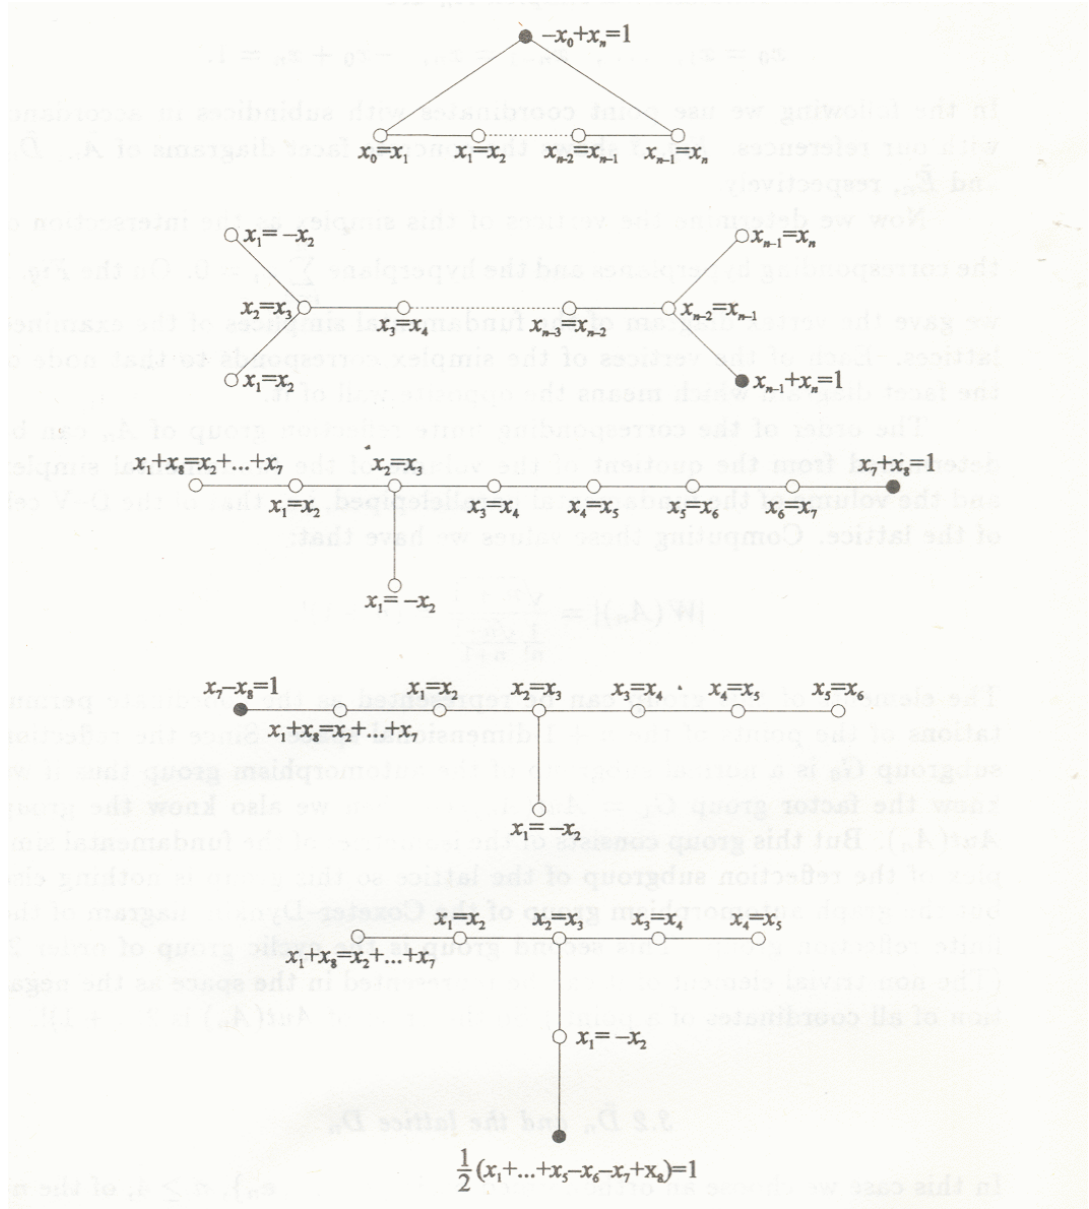 –x₀+xₙ=1
x₀=x₁ x₁=x₂ xₙ₋₂=xₙ₋₁ xₙ₋₁=xₙ
x₁= –x₂ xₙ₋₁=xₙ
x₂=x₃ xₙ₋₂=xₙ₋₁
x₃=x₄ xₙ₋₃=xₙ₋₂
x₁=x₂ xₙ₋₁+xₙ=1
x₁+x₈=x₂+...+x₇ x₂=x₃ x₇+x₈=1
x₁=x₂ x₃=x₄ x₄=x₅ x₅=x₆ x₆=x₇
x₁= –x₂
x₇–x₈=1 x₁=x₂ x₂=x₃ x₃=x₄ x₄=x₅ x₅=x₆
x₁+x₈=x₂+...+x₇
x₁= –x₂
x₁=x₂ x₂=x₃ x₃=x₄ x₄=x₅
x₁+x₈=x₂+...+x₇
x₁= –x₂
1/2 (x₁+...+x₅–x₆–x₇+x₈)=1